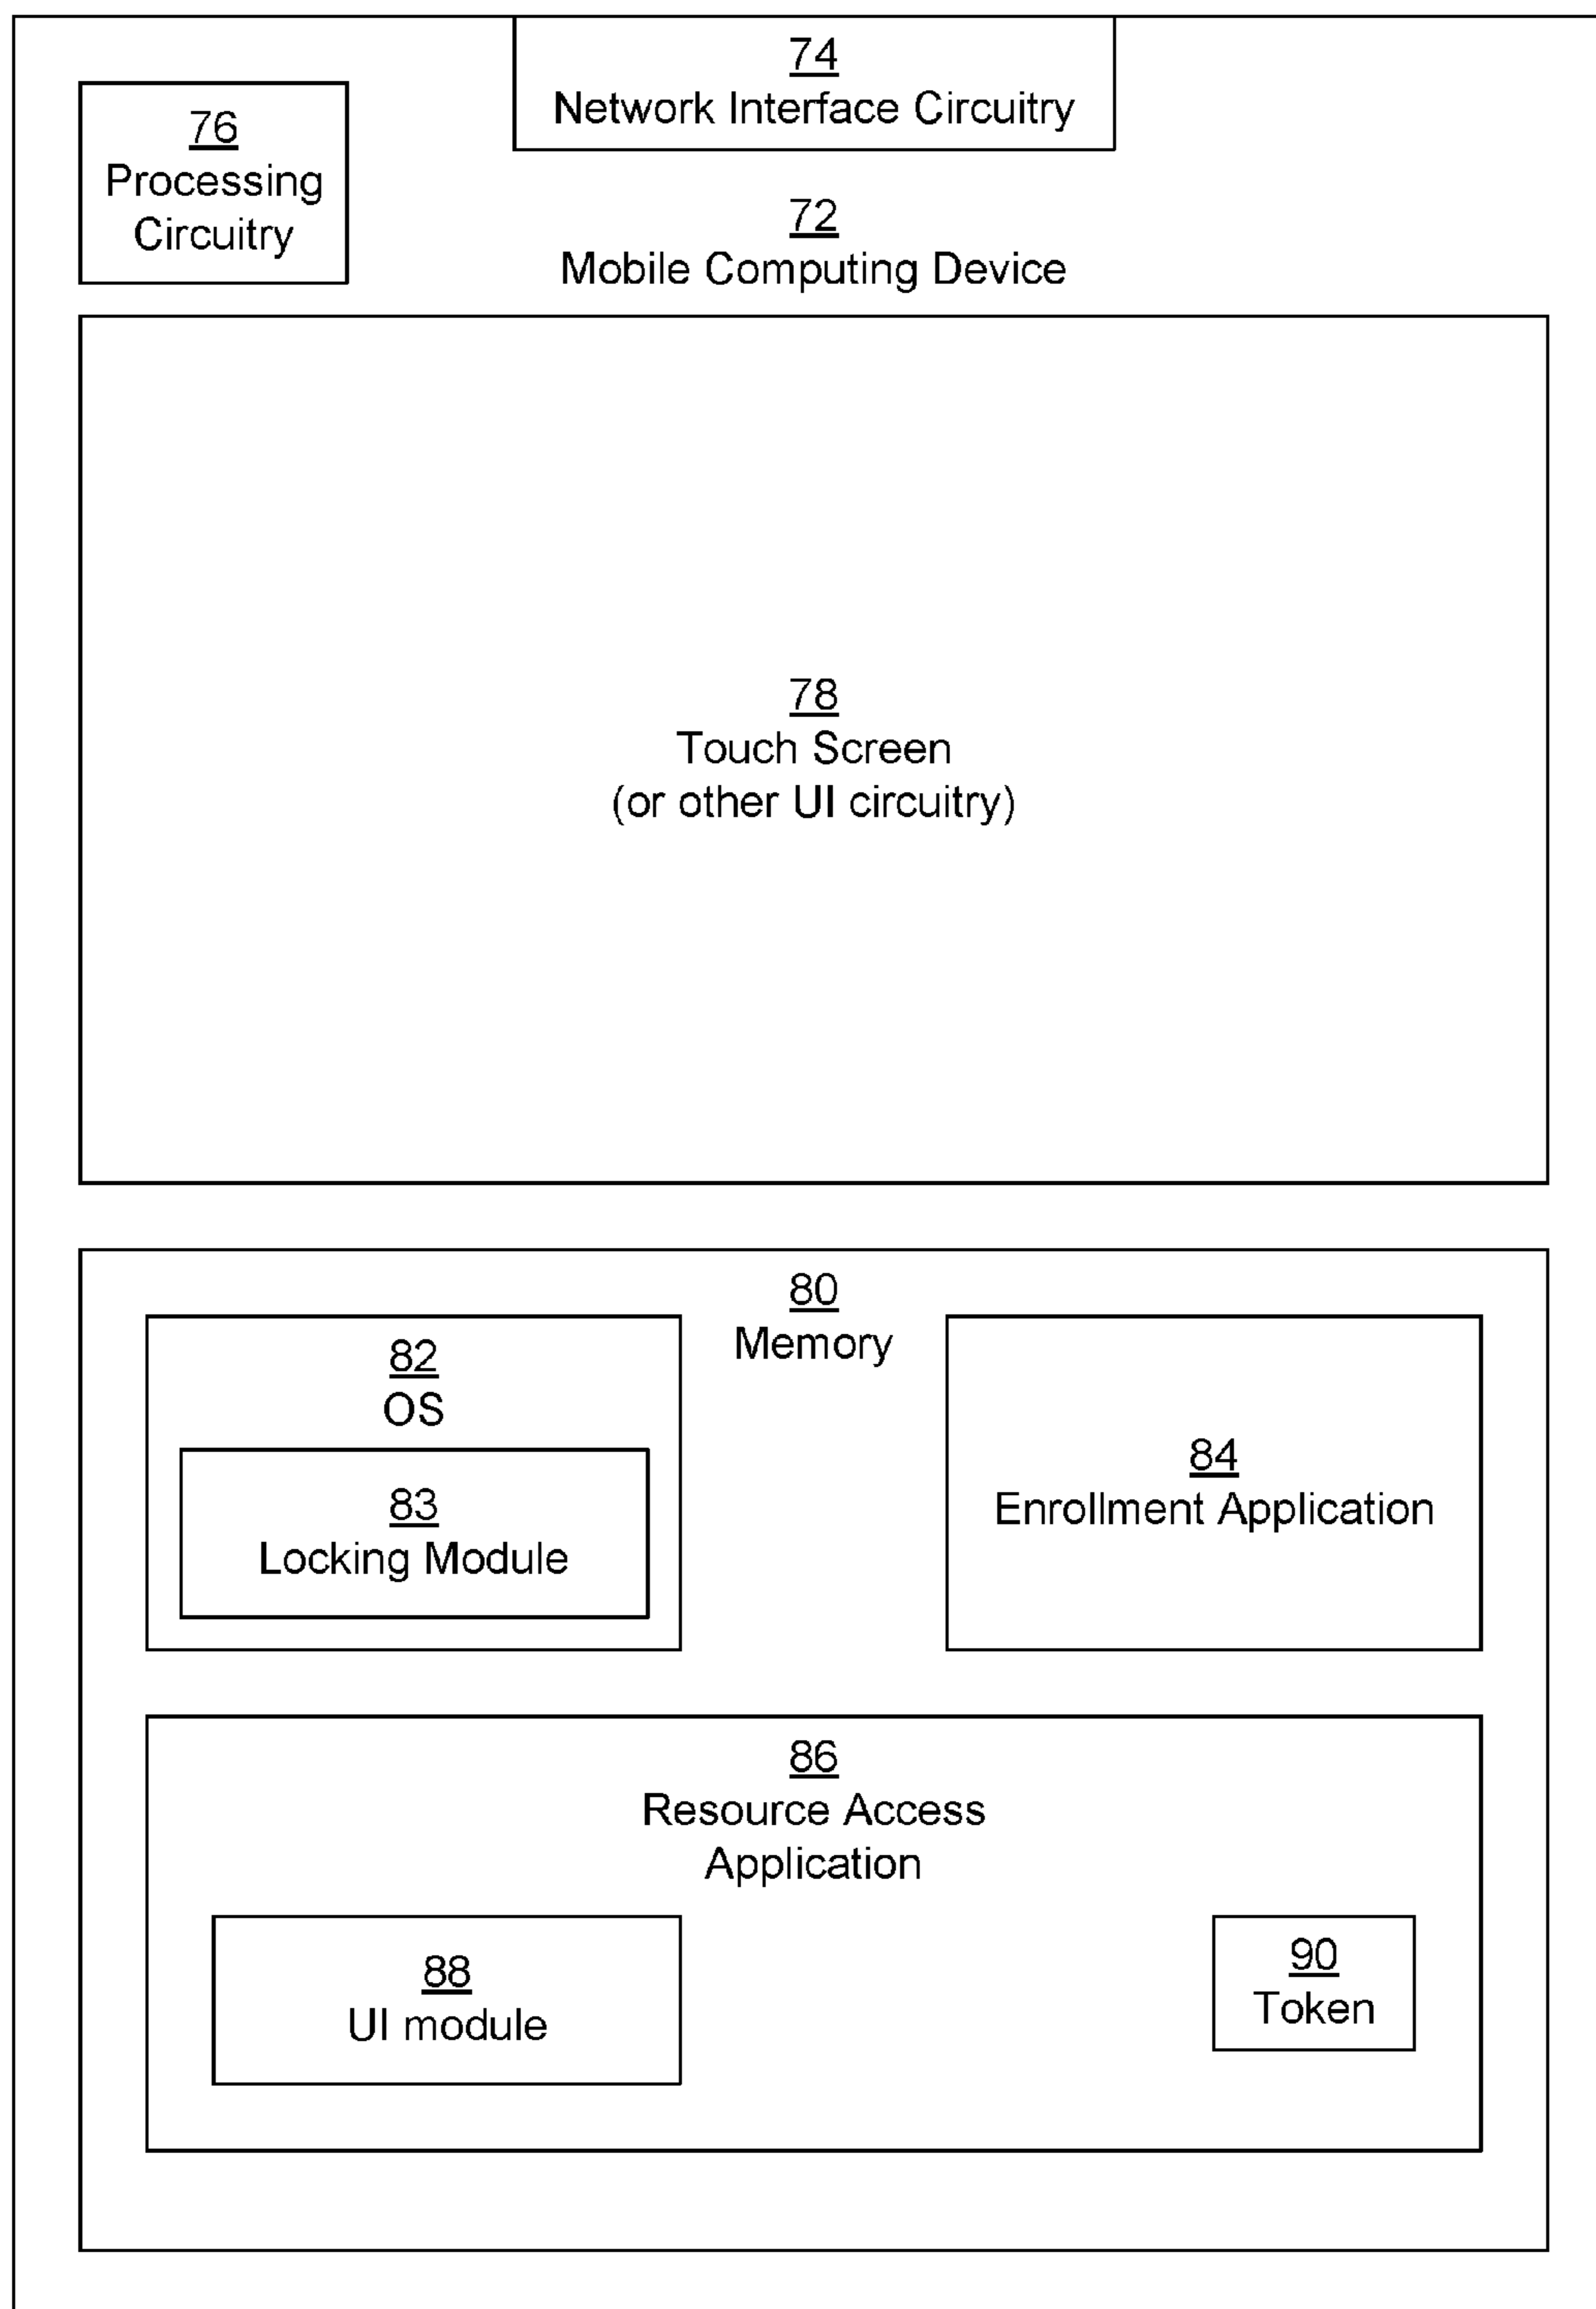 74
Network Interface Circuitry
76
Processing
Circuitry
72
Mobile Computing Device
78
Touch Screen
(or other UI circuitry)
80
Memory
82
OS
83
Locking Module
84
Enrollment Application
86
Resource Access
Application
88
UI module
90
Token